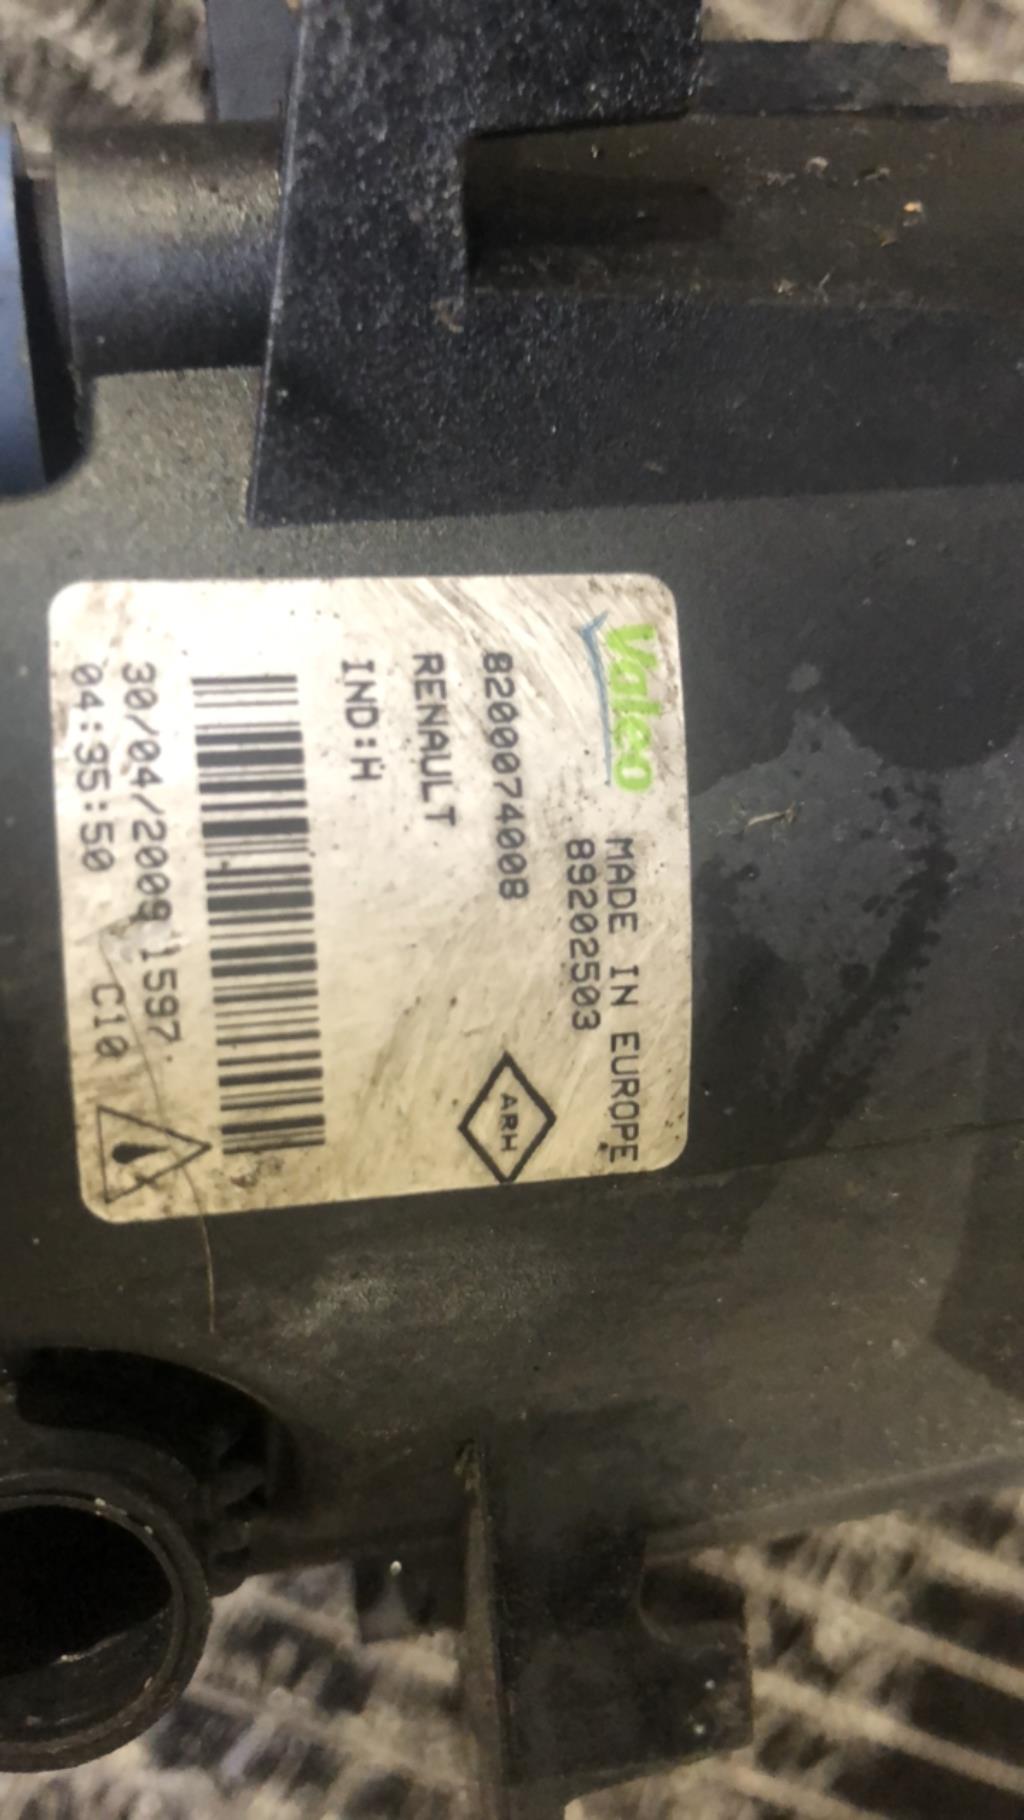 Valeo
MADE IN EUROPE
89202503
8200074008
ARH
RENAULT
IND:H
30/04/2009 1597
04:35:50 C10